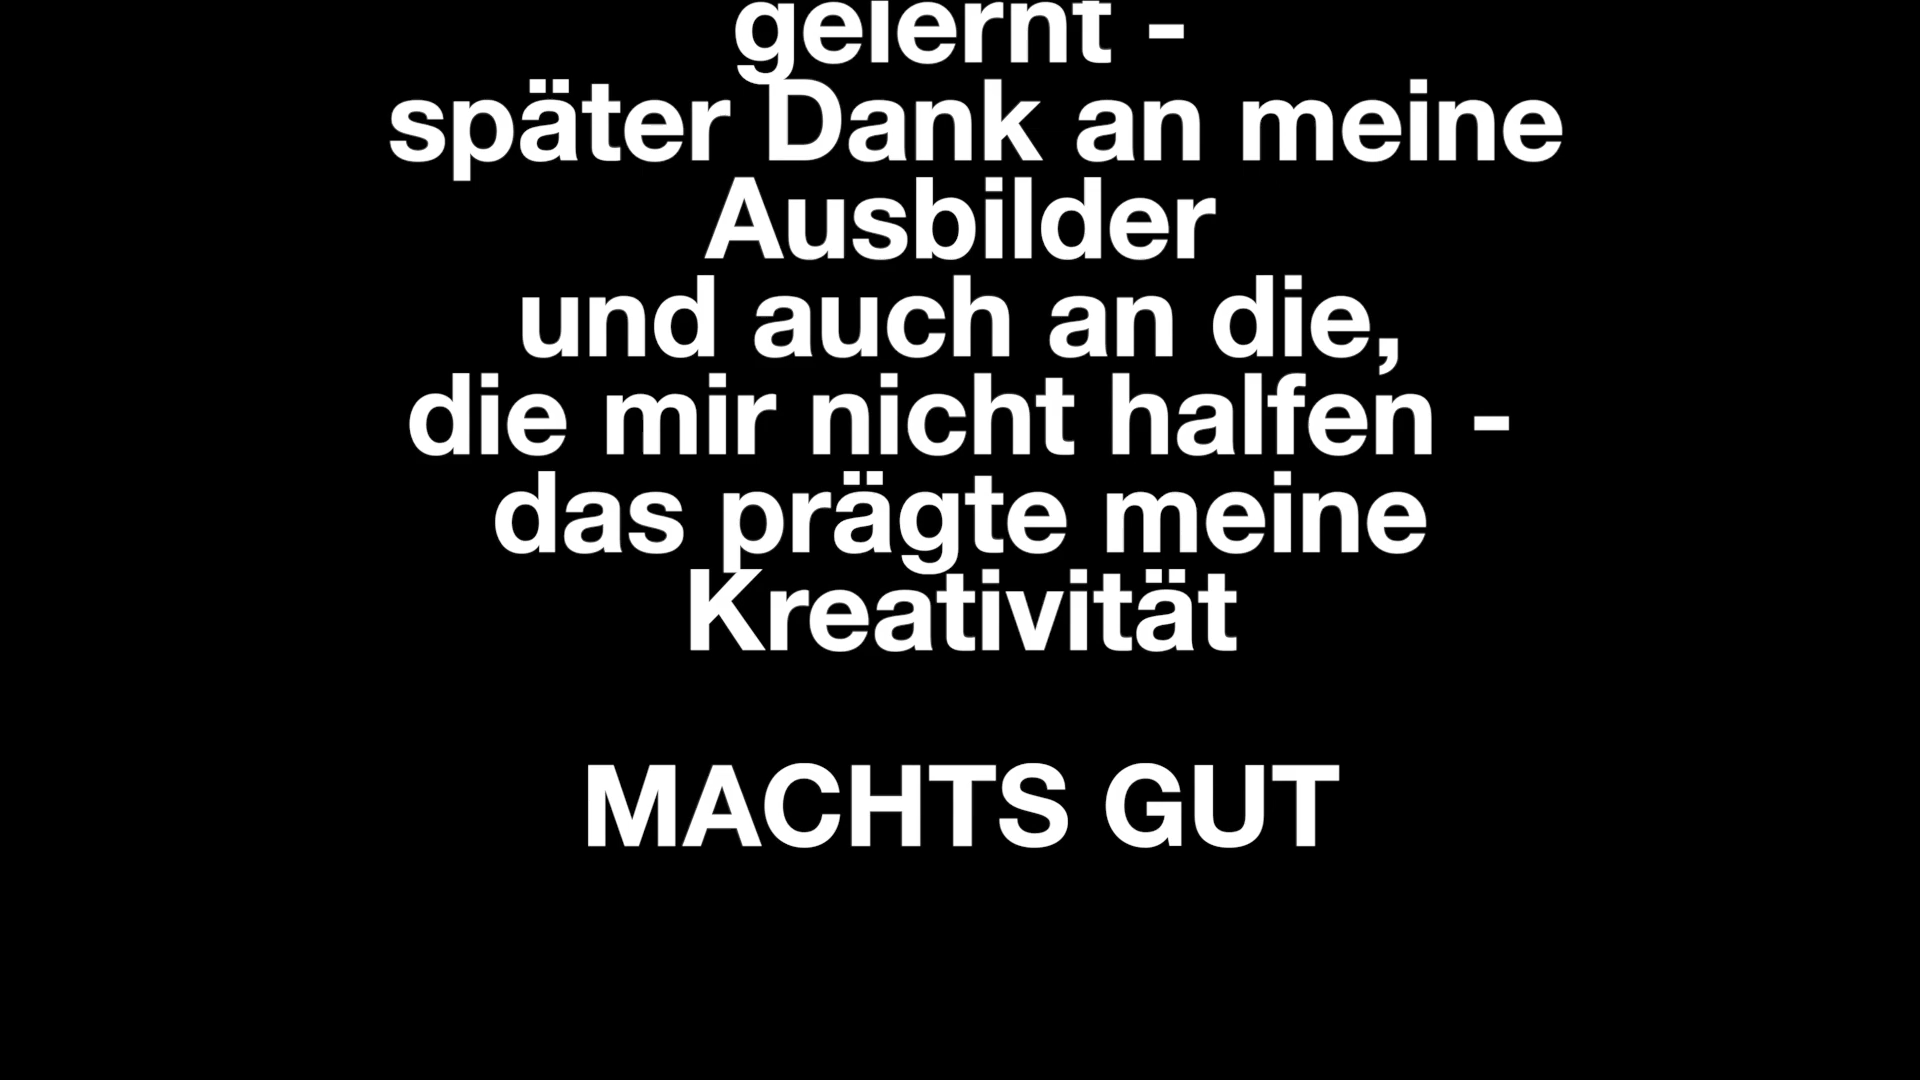 gelernt -
später Dank an meine
Ausbilder
und auch an die,
die mir nicht halfen -
das prägte meine
Kreativität
MACHTS GUT